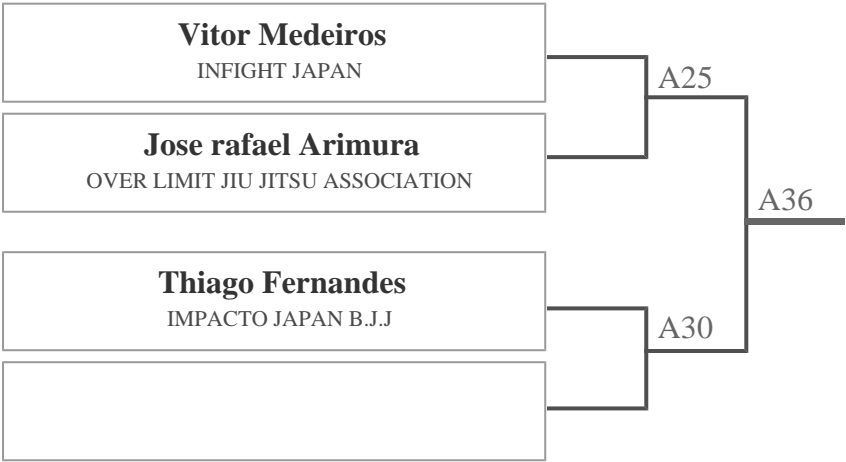 Vitor Medeiros
INFIGHT JAPAN
A25
Jose rafael Arimura
OVER LIMIT JIU JITSU ASSOCIATION
A36
Thiago Fernandes
IMPACTO JAPAN B.J.J
A30